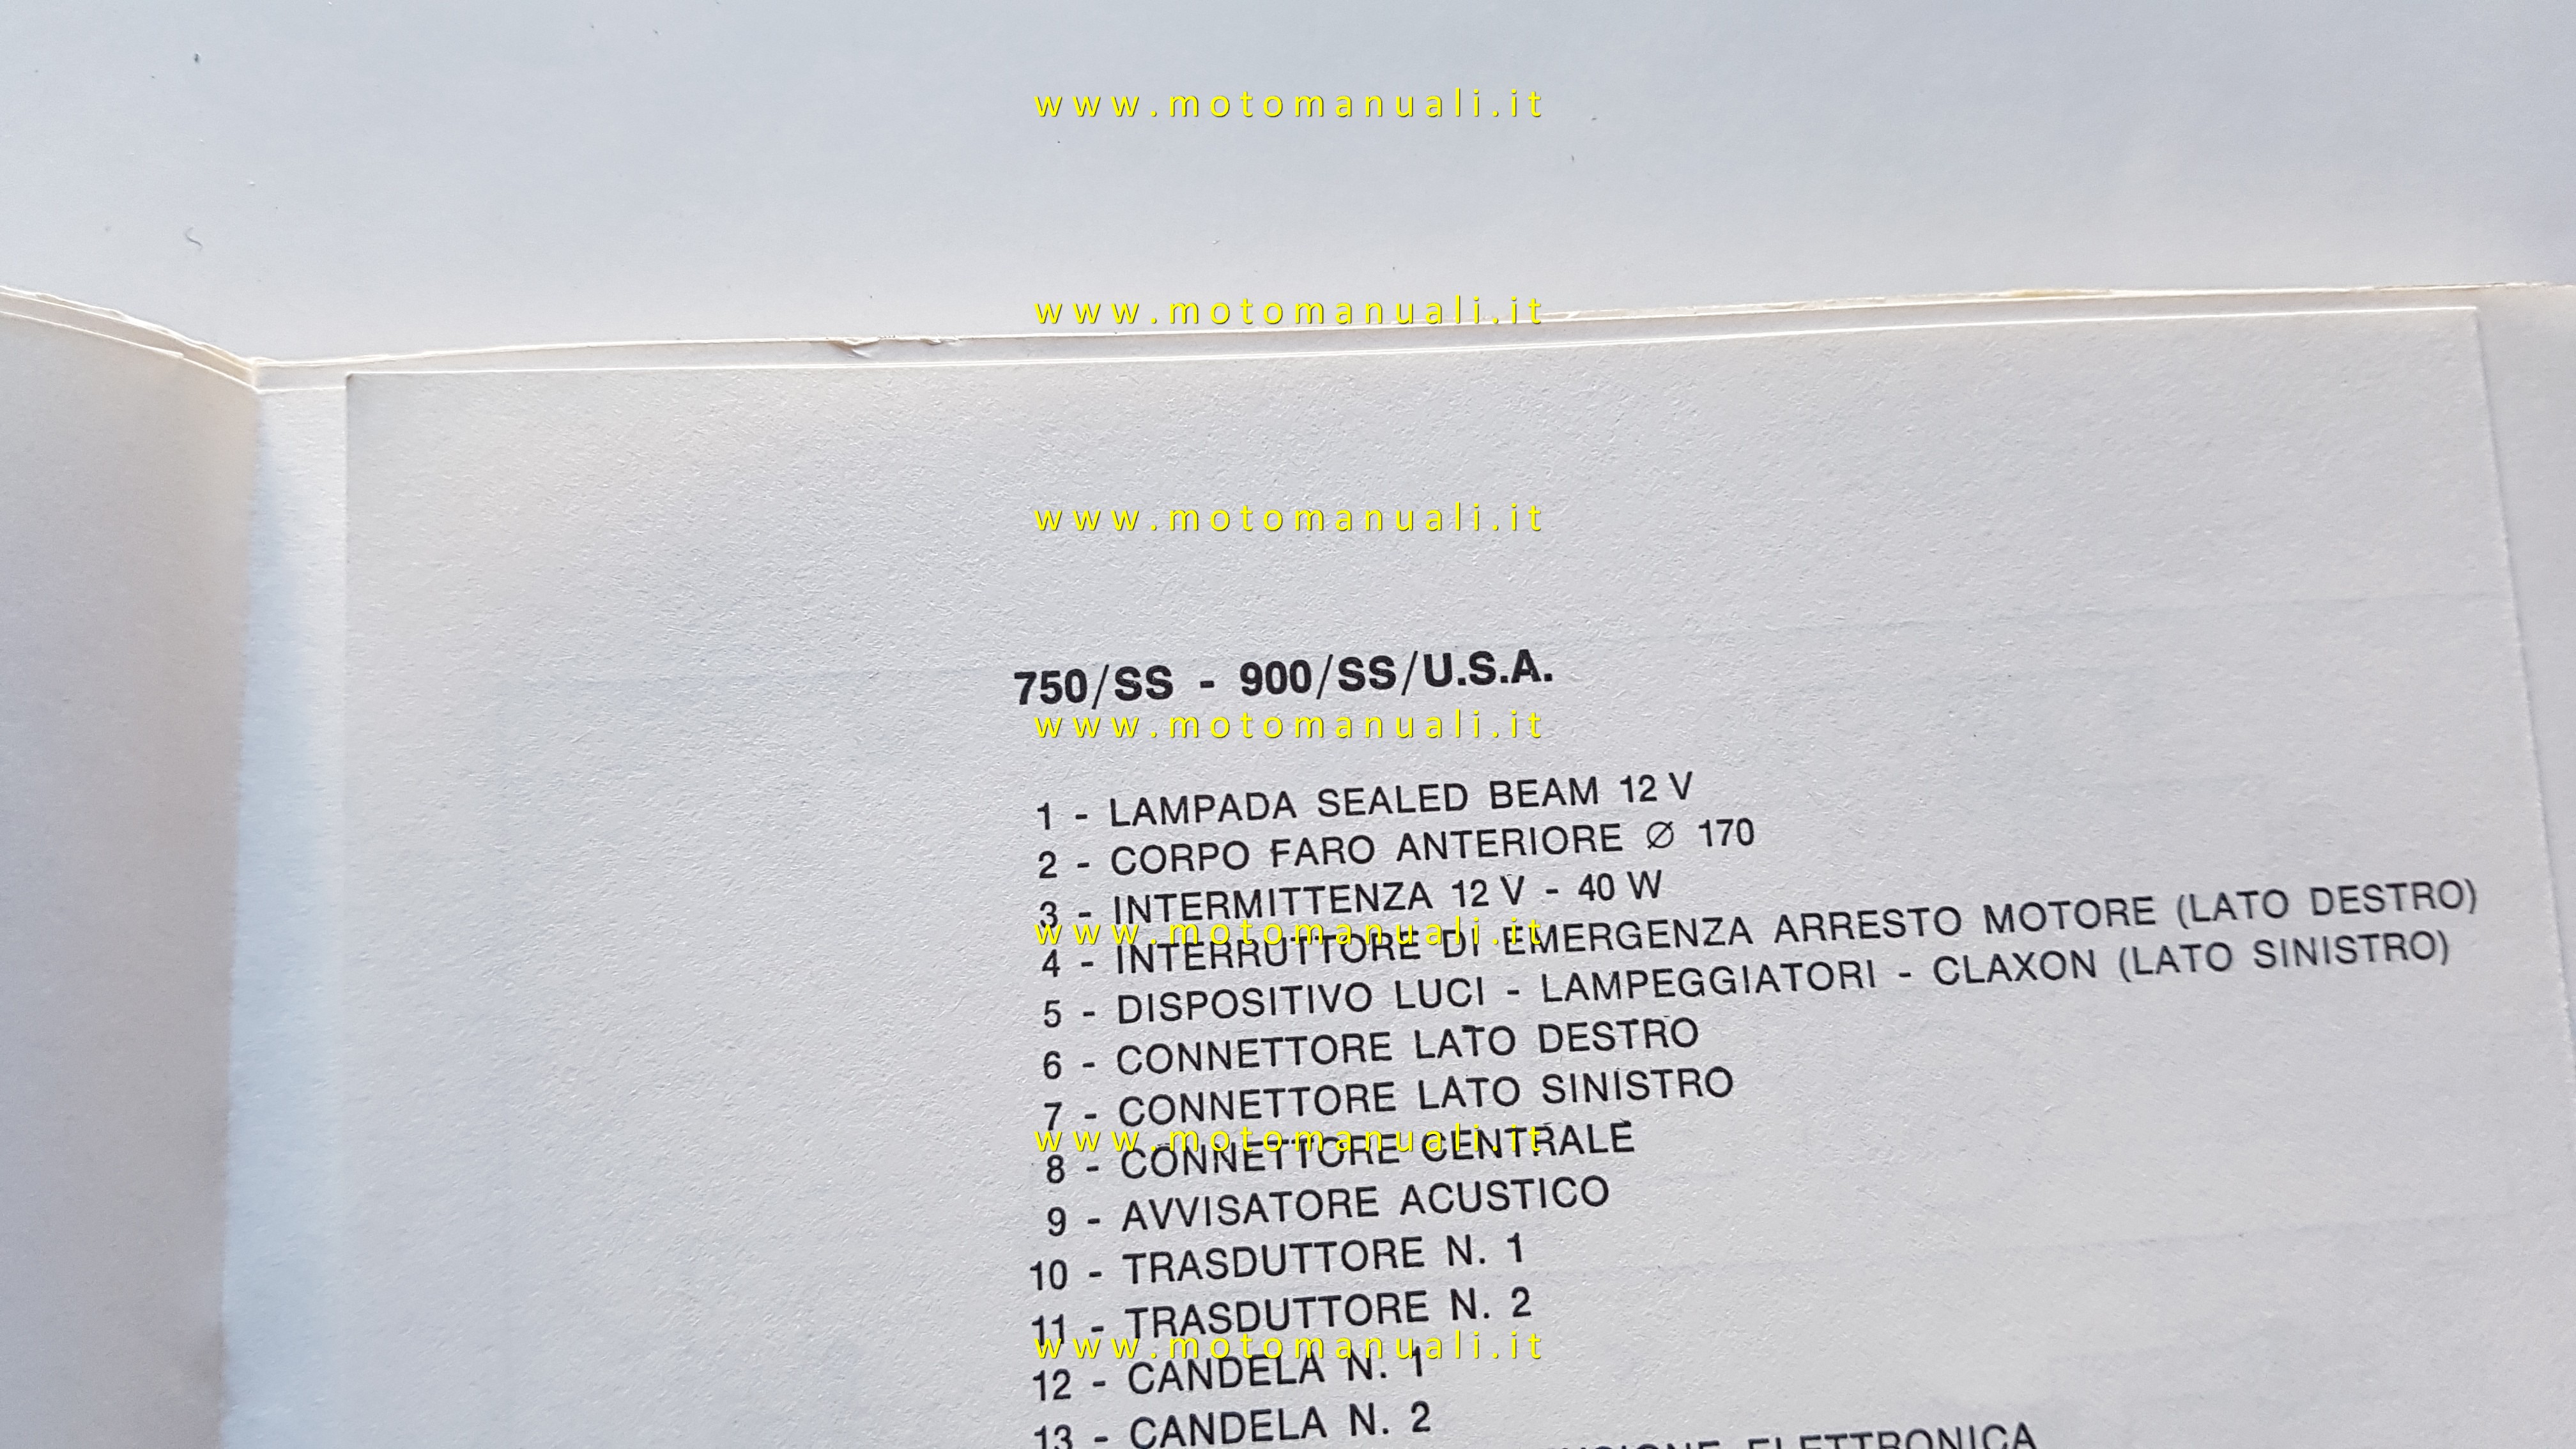 www.motomanuali.it
www.motomanuali.it
www.motomanuali.it
750/SS - 900/SS/U.S.A.
www.motomanuali.it
1 - LAMPADA SEALED BEAM 12 V
2 - CORPO FARO ANTERIORE Ø 170
3 - INTERMITTENZA 12 V - 40 W
www.motomanuali.it
4 - INTERRUTTORE DI EMERGENZA ARRESTO MOTORE (LATO DESTRO)
5 - DISPOSITIVO LUCI - LAMPEGGIATORI - CLAXON (LATO SINISTRO)
6 - CONNETTORE LATO DESTRO
7 - CONNETTORE LATO SINISTRO
www.motomanuali.it
8 - CONNETTORE CENTRALE
9 - AVVISATORE ACUSTICO
10 - TRASDUTTORE N. 1
11 - TRASDUTTORE N. 2
www.motomanuali.it
12 - CANDELA N. 1
13 - CANDELA N. 2
ELETTRONICA